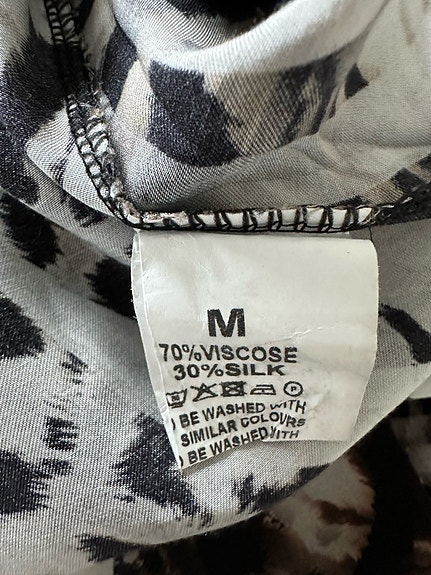 M
70%VISCOSE
30%SILK
P
BE WASHED WITH
SIMILAR COLOURS
BE WASHED WITH